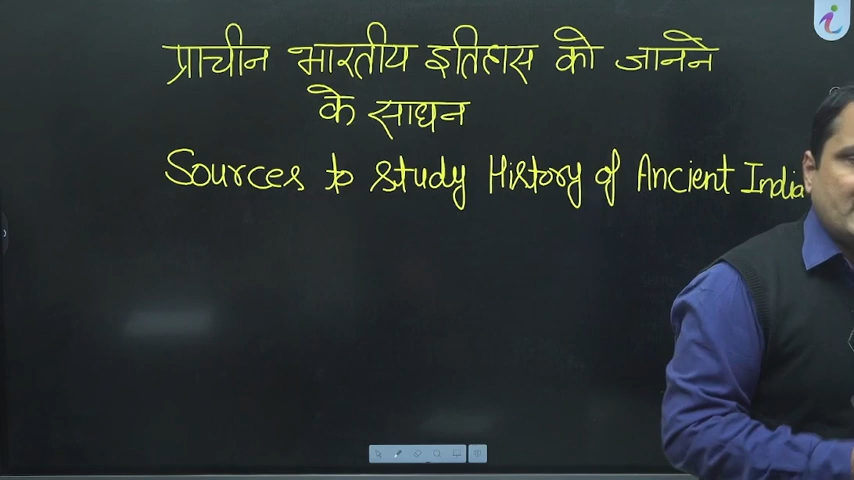 प्राचीन भारतीय इतिहास को जानने
के साधन
Sources to study History of Ancient India